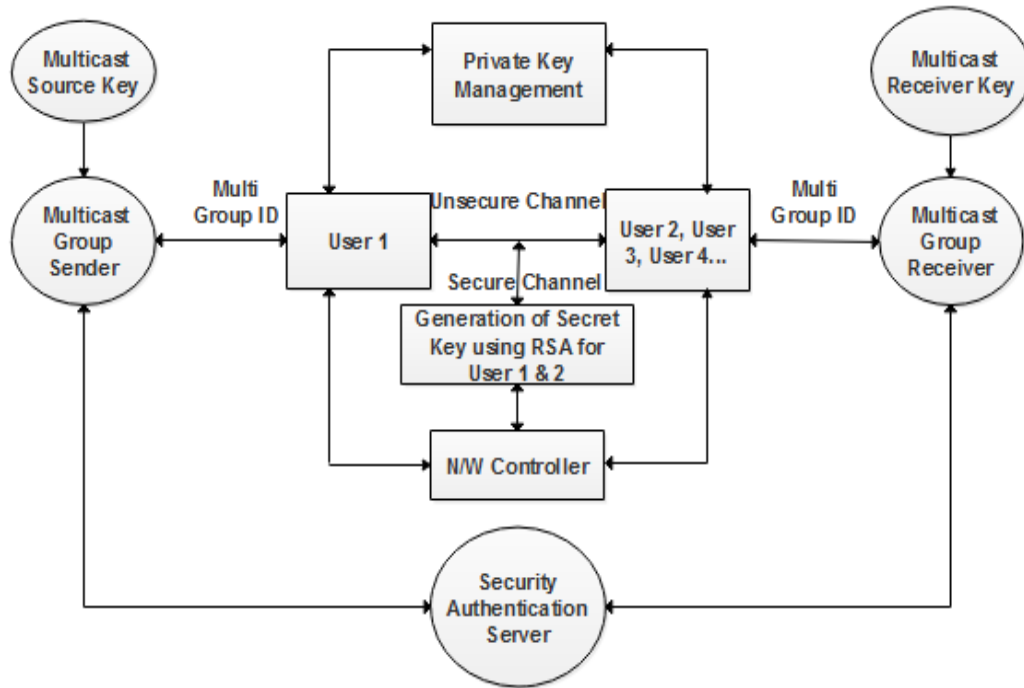 Multicast
Source Key
Private Key
Management
Multicast
Receiver Key
Multicast
Group
Sender
Multi
Group ID
User 1
Unsecure Channel
User 2, User
3, User 4...
Multi
Group ID
Multicast
Group
Receiver
Secure Channel
Generation of Secret
Key using RSA for
User 1 & 2
N/W Controller
Security
Authentication
Server